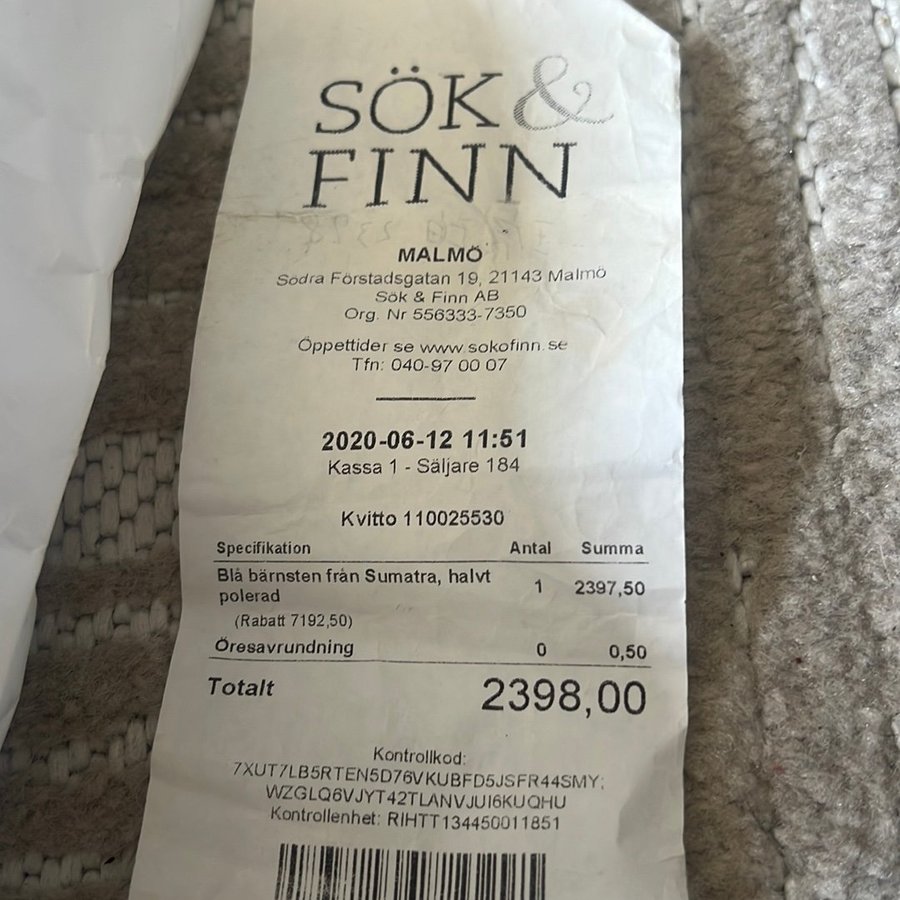 SÖK &
FINN
MALMÖ
Södra Förstadsgatan 19, 21143 Malmö
Sök & Finn AB
Org. Nr 556333-7350
Öppettider se www.sokofinn.se
Tfn: 040-97 00 07
2020-06-12 11:51
Kassa 1 - Säljare 184
Kvitto 110025530
Specifikation Antal Summa
Blå bärnsten från Sumatra, halvt 1 2397,50
polerad
(Rabatt 7192,50)
Öresavrundning 0 0,50
Totalt 2398,00
Kontrollkod:
7XUT7LB5RTEN5D76VKUBFD5JSFR44SMY;
WZGLQ6VJYT42TLANVJUI6KUQHU
Kontrollenhet: RIHTT134450011851